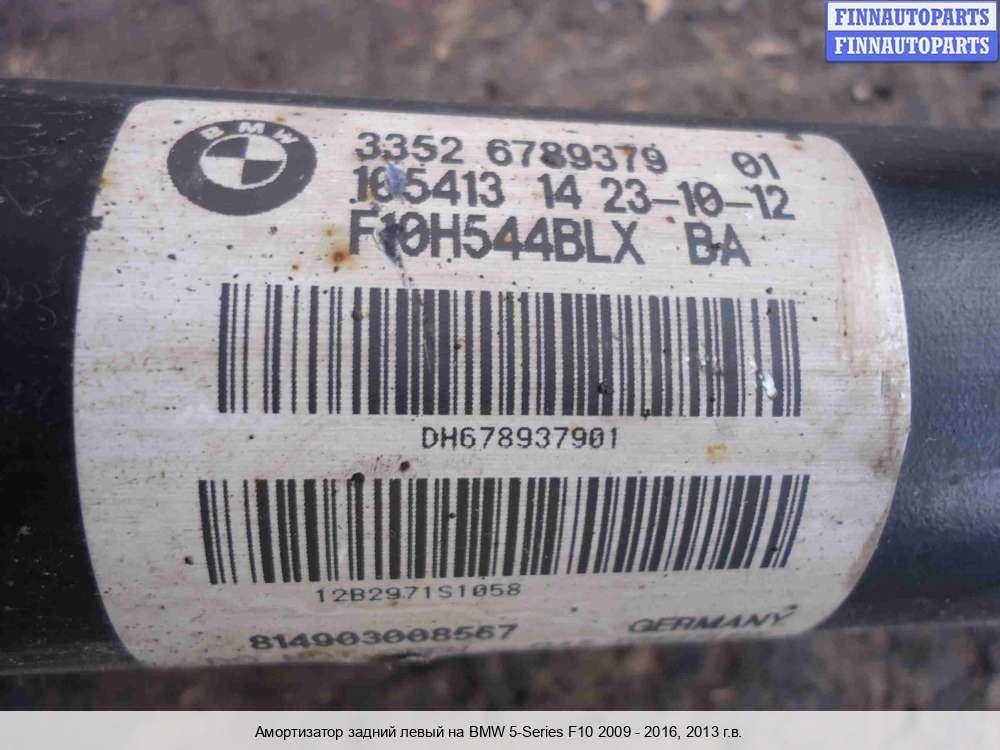 FINNAUTOPARTS
FINNAUTOPARTS
BMW
3352 6789379 01
105413 14 23-10-12
F10H544BLX BA
DH678937901
12B2971S1058
814903008567 GERMANY
Амортизатор задний левый на BMW 5-Series F10 2009 - 2016, 2013 г.в.